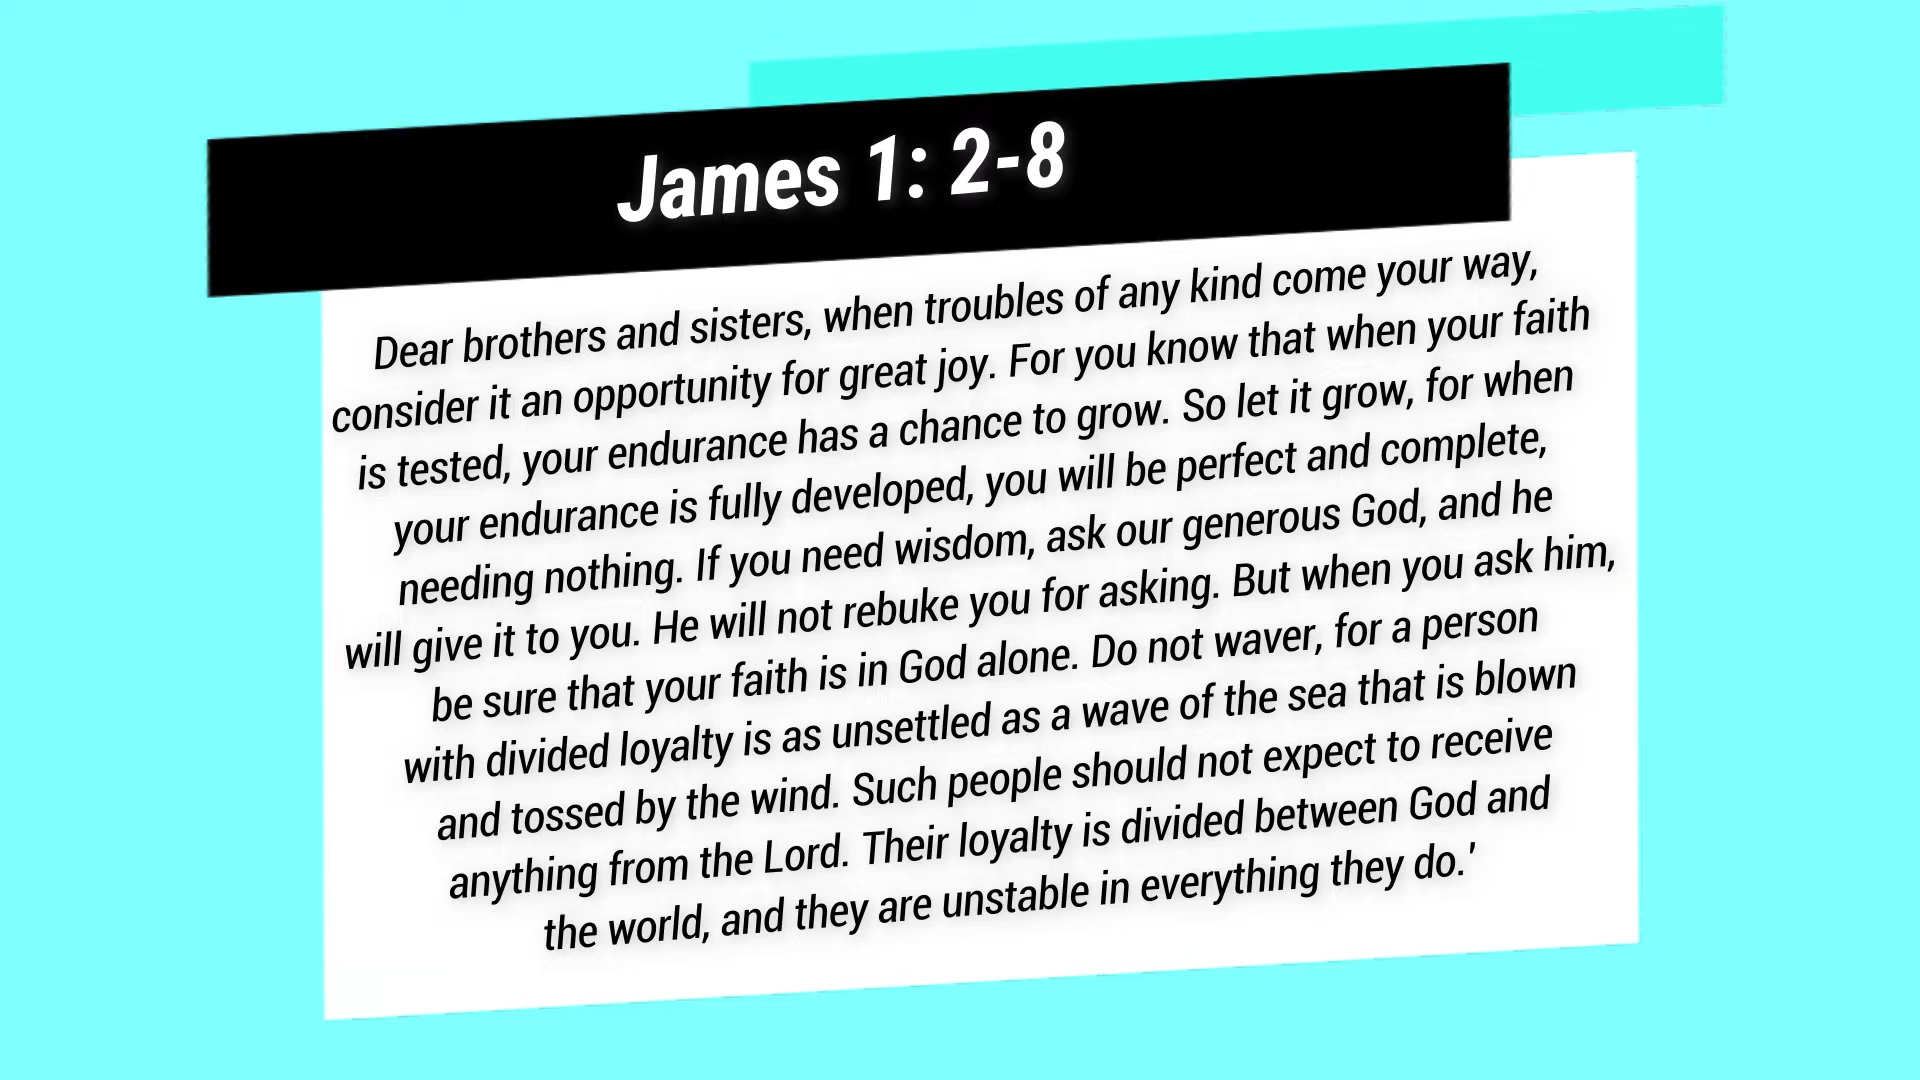 James 1: 2-8
Dear brothers and sisters, when troubles of any kind come your way,
consider it an opportunity for great joy. For you know that when your faith
is tested, your endurance has a chance to grow. So let it grow, for when
your endurance is fully developed, you will be perfect and complete,
needing nothing. If you need wisdom, ask our generous God, and he
will give it to you. He will not rebuke you for asking. But when you ask him,
be sure that your faith is in God alone. Do not waver, for a person
with divided loyalty is as unsettled as a wave of the sea that is blown
and tossed by the wind. Such people should not expect to receive
anything from the Lord. Their loyalty is divided between God and
the world, and they are unstable in everything they do.'